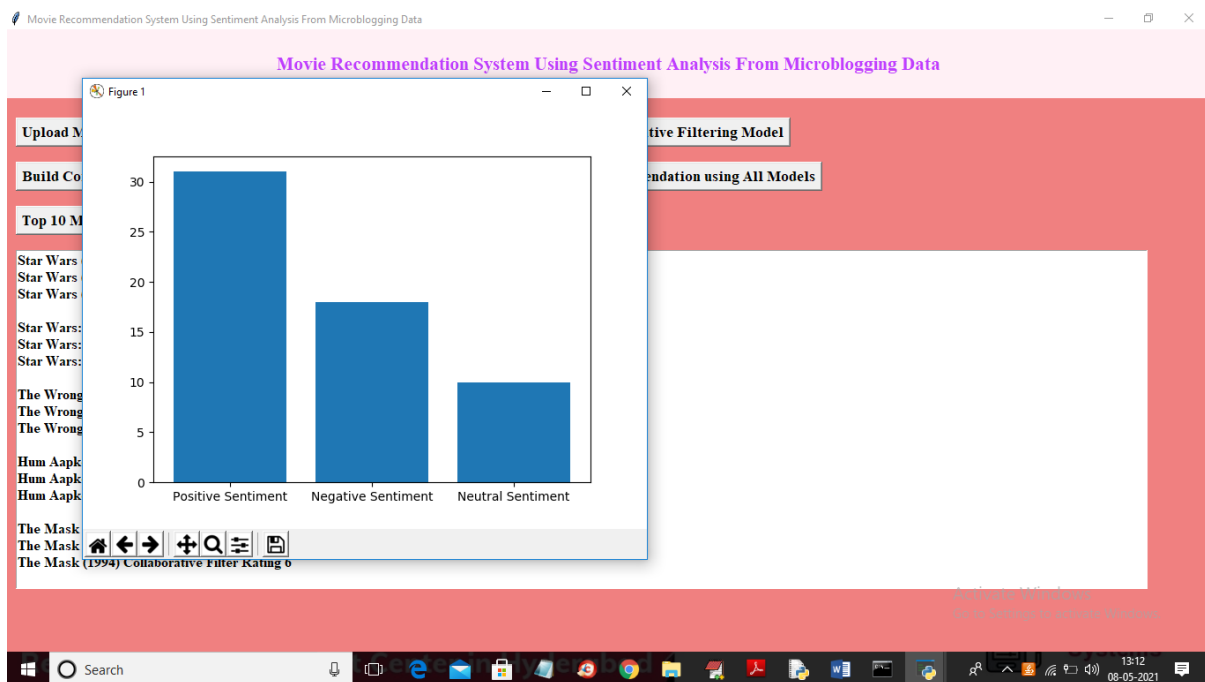 Movie Recommendation System Using Sentiment Analysis From Microblogging Data
Movie Recommendation System Using Sentiment Analysis From Microblogging Data
Figure 1
Upload
tive Filtering Model
Build
using All Models
Top 10
30
25
20
15
10
5
0
Positive Sentiment Negative Sentiment Neutral Sentiment
Star Wars
Star Wars
Star Wars
Star Wars:
Star Wars:
Star Wars:
The Wrong
The Wrong
The Wrong
Hum Aapk
Hum Aapk
Hum Aapk
The Mask
The Mask
The Mask (1994) Collaborative Filter Rating 6
Activate Windows
Search
13:12
08-05-2021